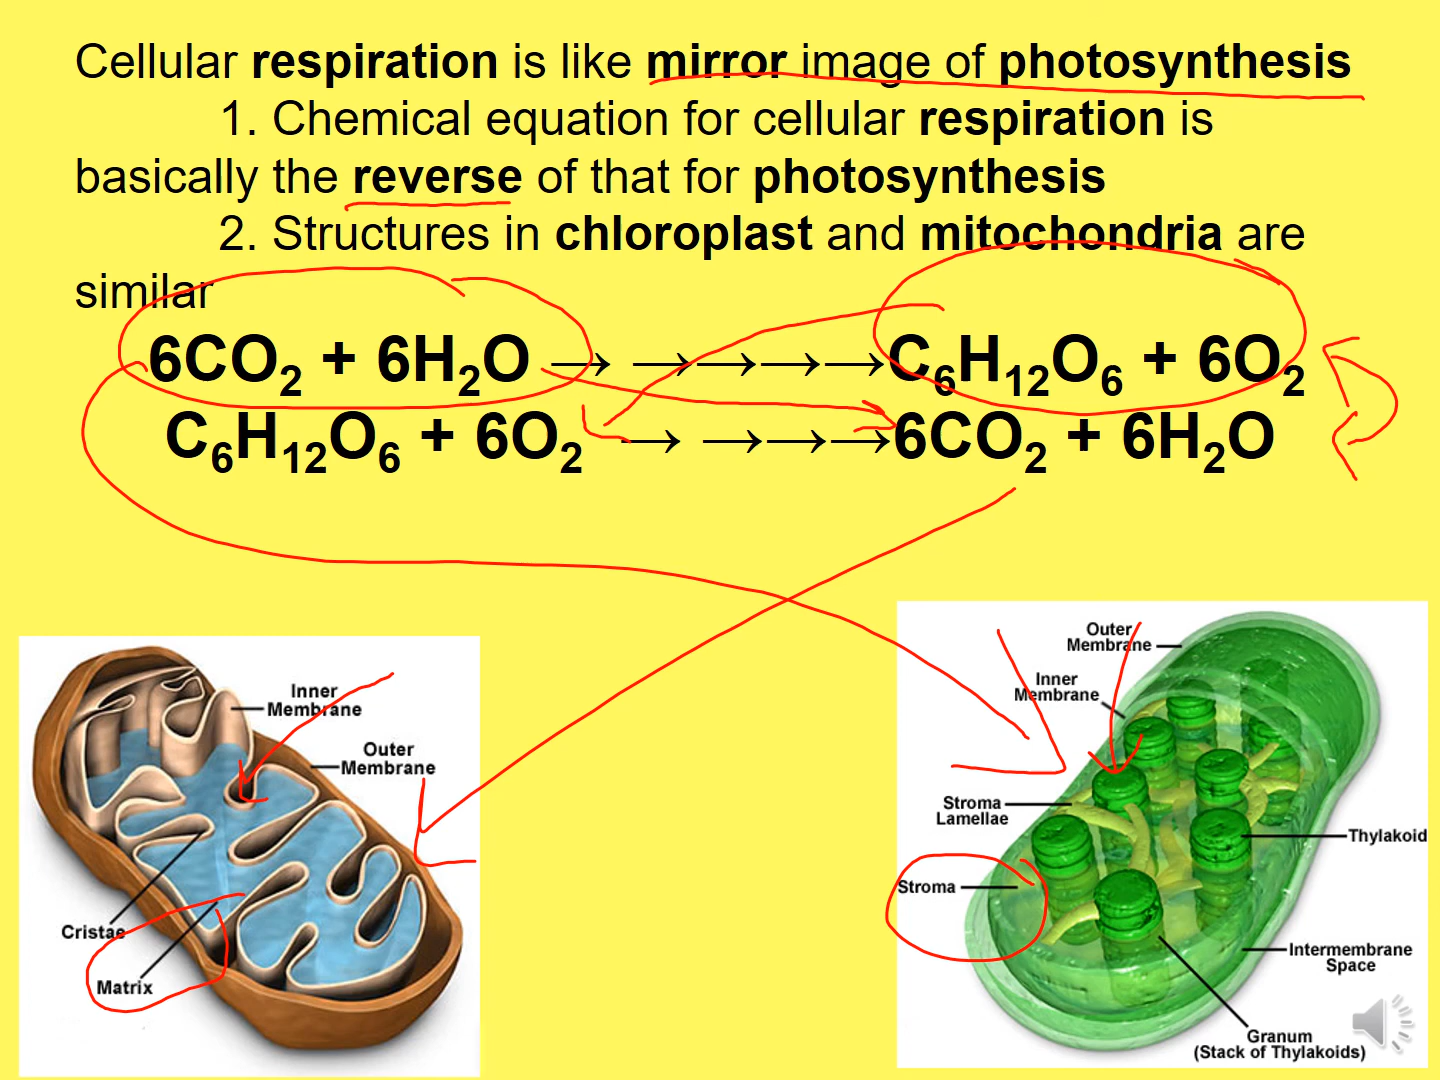 Cellular respiration is like mirror image of photosynthesis
1. Chemical equation for cellular respiration is
basically the reverse of that for photosynthesis
2. Structures in chloroplast and mitochondria are
similar
6CO₂ + 6H₂O → →→→→C₆H₁₂O₆ + 6O₂
C₆H₁₂O₆ + 6O₂ → →→→6CO₂ + 6H₂O
Inner
Membrane
Outer
Membrane
Cristae
Matrix
Outer
Membrane
Inner
Membrane
Stroma
Lamellae
Thylakoid
Stroma
Intermembrane
Space
Granum
(Stack of Thylakoids)